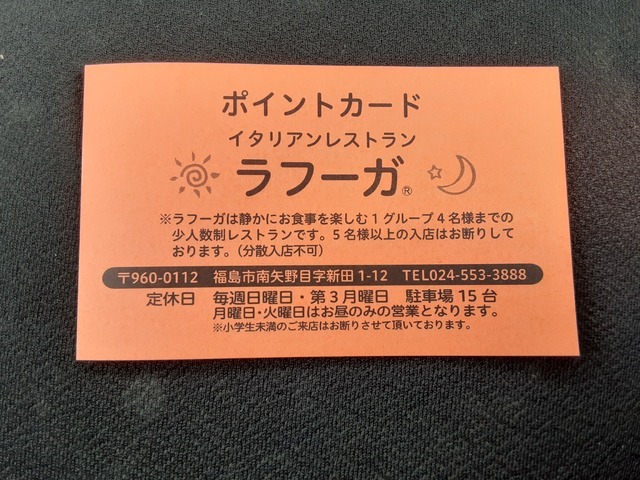 ポイントカード
イタリアンレストラン
ラフーガ®
※ラフーガは静かにお食事を楽しむ1グループ4名様までの
少人数制レストランです。5名様以上の入店はお断りして
おります。(分散入店不可)
〒960-0112 福島市南矢野目字新田1-12 TEL024-553-3888
定休日 毎週日曜日・第3月曜日 駐車場15台
月曜日・火曜日はお昼のみの営業となります。
※小学生未満のご来店はお断りさせて頂いております。